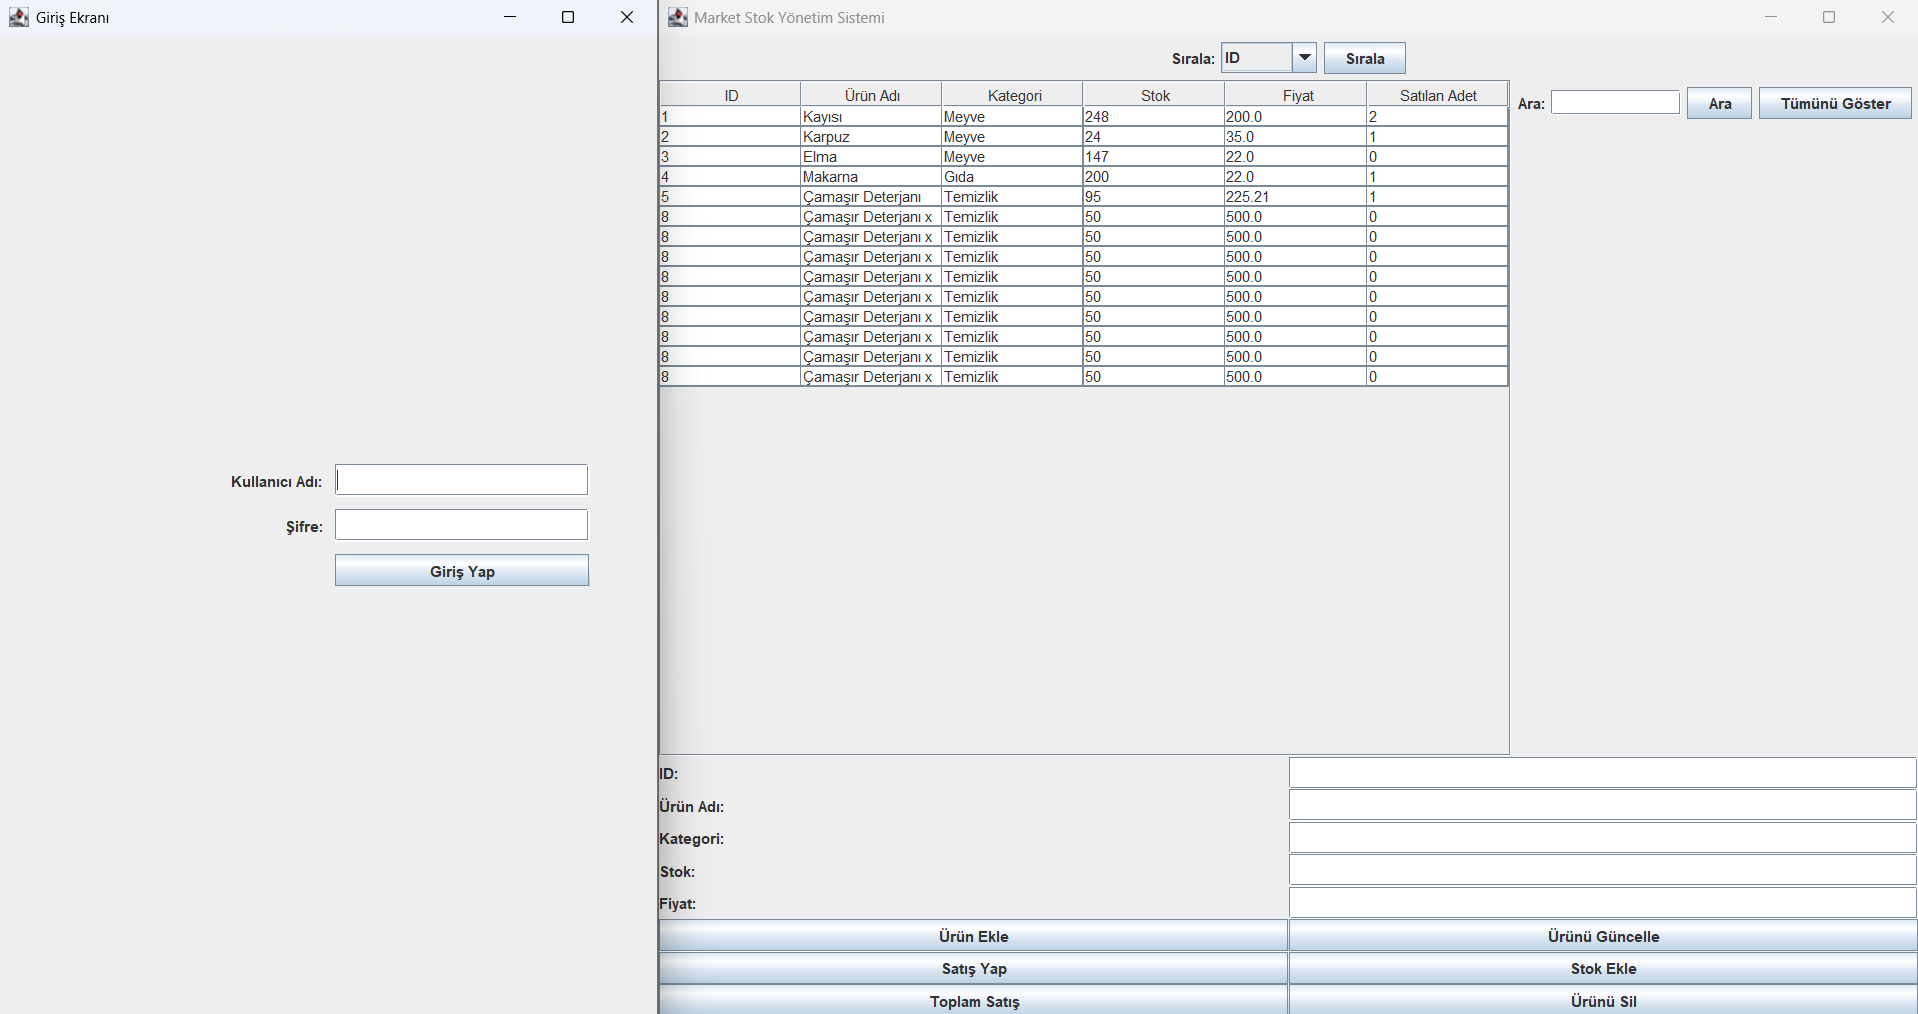 Giriş Ekranı
Kullanıcı Adı:
Şifre:
Giriş Yap
Market Stok Yönetim Sistemi
Sırala: ID Sırala
ID Ürün Adı Kategori Stok Fiyat Satılan Adet
1 Kayısı Meyve 248 200.0 2
2 Karpuz Meyve 24 35.0 1
3 Elma Meyve 147 22.0 0
4 Makarna Gıda 200 22.0 1
5 Çamaşır Deterjanı Temizlik 95 225.21 1
8 Çamaşır Deterjanı x Temizlik 50 500.0 0
8 Çamaşır Deterjanı x Temizlik 50 500.0 0
8 Çamaşır Deterjanı x Temizlik 50 500.0 0
8 Çamaşır Deterjanı x Temizlik 50 500.0 0
8 Çamaşır Deterjanı x Temizlik 50 500.0 0
8 Çamaşır Deterjanı x Temizlik 50 500.0 0
8 Çamaşır Deterjanı x Temizlik 50 500.0 0
8 Çamaşır Deterjanı x Temizlik 50 500.0 0
8 Çamaşır Deterjanı x Temizlik 50 500.0 0
Ara: Ara Tümünü Göster
ID:
Ürün Adı:
Kategori:
Stok:
Fiyat:
Ürün Ekle Ürünü Güncelle
Satış Yap Stok Ekle
Toplam Satış Ürünü Sil